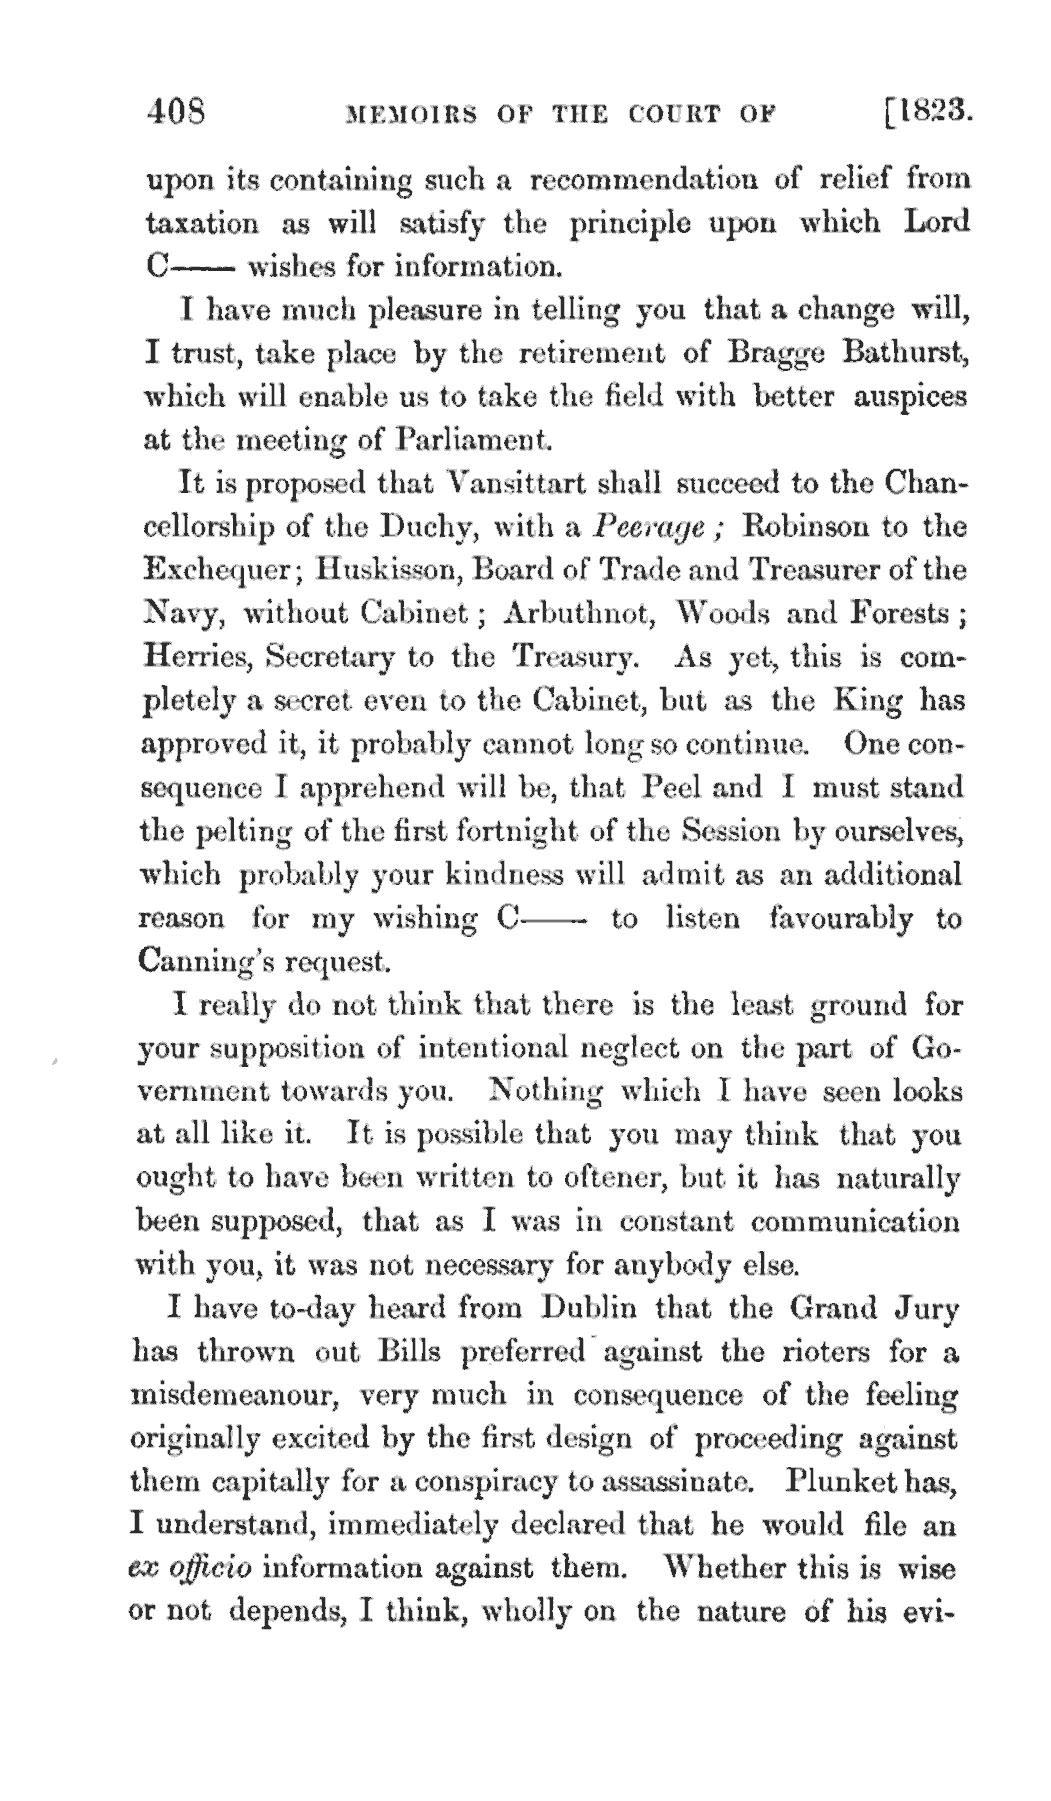 408 MEMOIRS OF THE COURT OF [1823.
upon its containing such a recommendation of relief from
taxation as will satisfy the principle upon which Lord
C—— wishes for information.
I have much pleasure in telling you that a change will,
I trust, take place by the retirement of Bragge Bathurst,
which will enable us to take the field with better auspices
at the meeting of Parliament.
It is proposed that Vansittart shall succeed to the Chan-
cellorship of the Duchy, with a Peerage; Robinson to the
Exchequer; Huskisson, Board of Trade and Treasurer of the
Navy, without Cabinet; Arbuthnot, Woods and Forests;
Herries, Secretary to the Treasury. As yet, this is com-
pletely a secret even to the Cabinet, but as the King has
approved it, it probably cannot long so continue. One con-
sequence I apprehend will be, that Peel and I must stand
the pelting of the first fortnight of the Session by ourselves,
which probably your kindness will admit as an additional
reason for my wishing C—— to listen favourably to
Canning's request.
I really do not think that there is the least ground for
your supposition of intentional neglect on the part of Go-
vernment towards you. Nothing which I have seen looks
at all like it. It is possible that you may think that you
ought to have been written to oftener, but it has naturally
been supposed, that as I was in constant communication
with you, it was not necessary for anybody else.
I have to-day heard from Dublin that the Grand Jury
has thrown out Bills preferred against the rioters for a
misdemeanour, very much in consequence of the feeling
originally excited by the first design of proceeding against
them capitally for a conspiracy to assassinate. Plunket has,
I understand, immediately declared that he would file an
ex officio information against them. Whether this is wise
or not depends, I think, wholly on the nature of his evi-